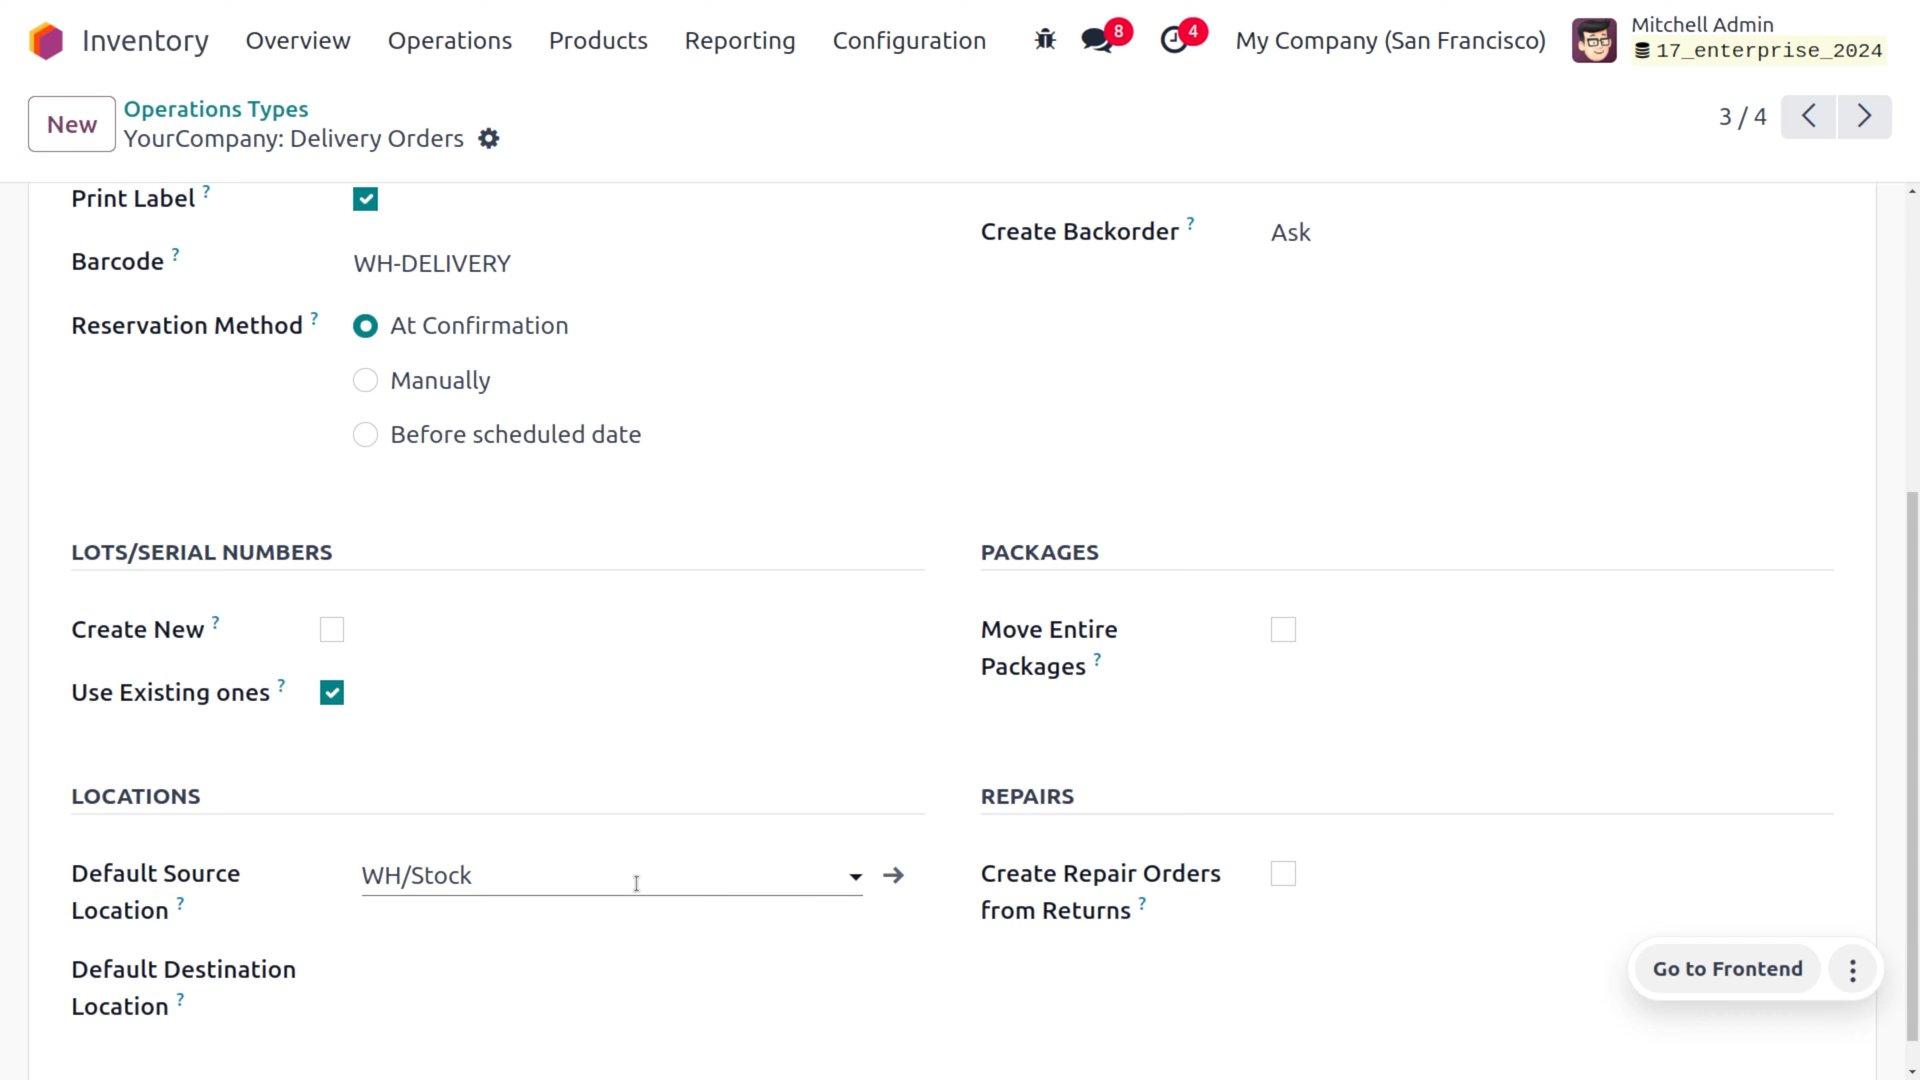 Inventory Overview Operations Products Reporting Configuration 8 4 My Company (San Francisco) Mitchell Admin
17_enterprise_2024
New Operations Types
YourCompany: Delivery Orders
3 / 4
Print Label ?
Create Backorder ? Ask
Barcode ? WH-DELIVERY
Reservation Method ? At Confirmation
Manually
Before scheduled date
LOTS/SERIAL NUMBERS
Create New ?
Use Existing ones ?
PACKAGES
Move Entire
Packages ?
LOCATIONS
Default Source
Location ?
WH/Stock
Default Destination
Location ?
REPAIRS
Create Repair Orders
from Returns ?
Go to Frontend